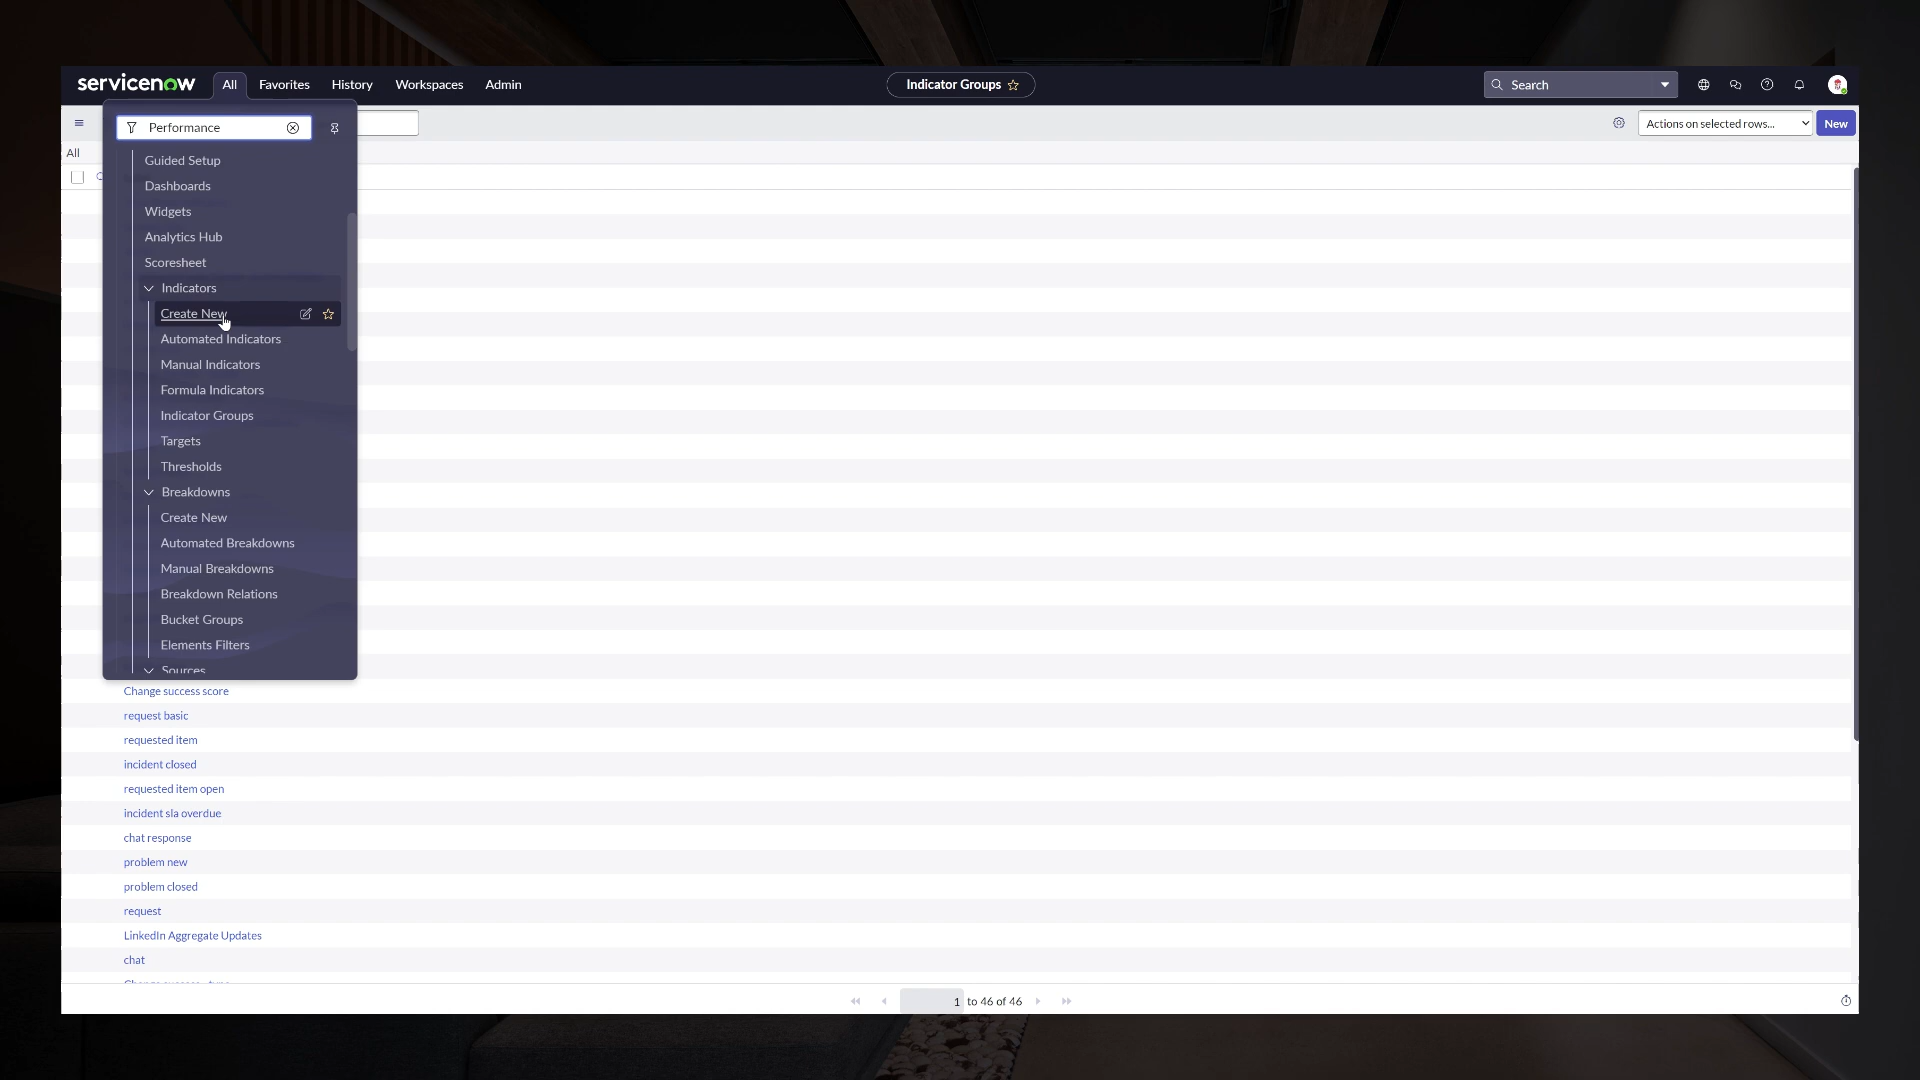 servicenow All Favorites History Workspaces Admin Indicator Groups Search
Performance Actions on selected rows... New
All
Guided Setup
Dashboards
Widgets
Analytics Hub
Scoresheet
Indicators
Create New
Automated Indicators
Manual Indicators
Formula Indicators
Indicator Groups
Targets
Thresholds
Breakdowns
Create New
Automated Breakdowns
Manual Breakdowns
Breakdown Relations
Bucket Groups
Elements Filters
Sources
Change success score
request basic
requested item
incident closed
requested item open
incident sla overdue
chat response
problem new
problem closed
request
LinkedIn Aggregate Updates
chat
1 to 46 of 46